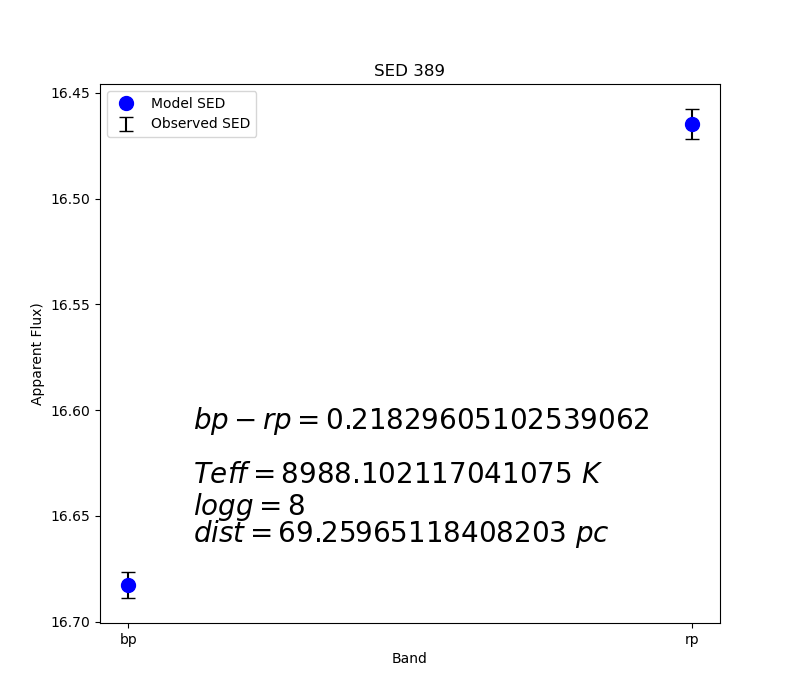 SED 389
Model SED
Observed SED
16.45
16.50
16.55
16.60
16.65
16.70
Apparent Flux)
bp − rp = 0.21829605102539062
Teff = 8988.102117041075 K
logg = 8
dist = 69.25965118408203 pc
bp
rp
Band